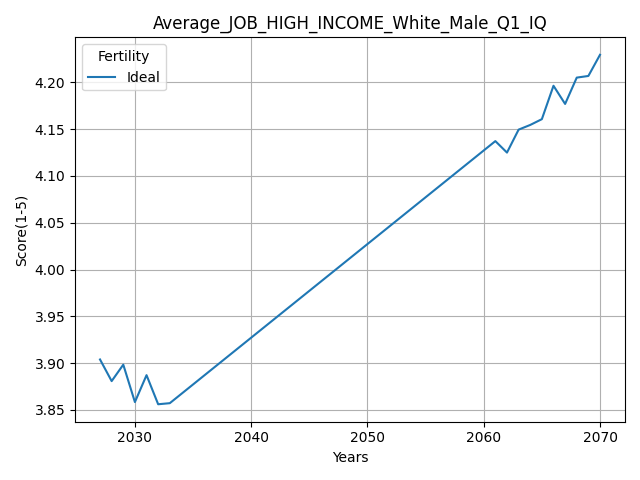 Average_JOB_HIGH_INCOME_White_Male_Q1_IQ
Fertility
Ideal
Score(1-5)
4.20
4.15
4.10
4.05
4.00
3.95
3.90
3.85
2030 2040 2050 2060 2070
Years